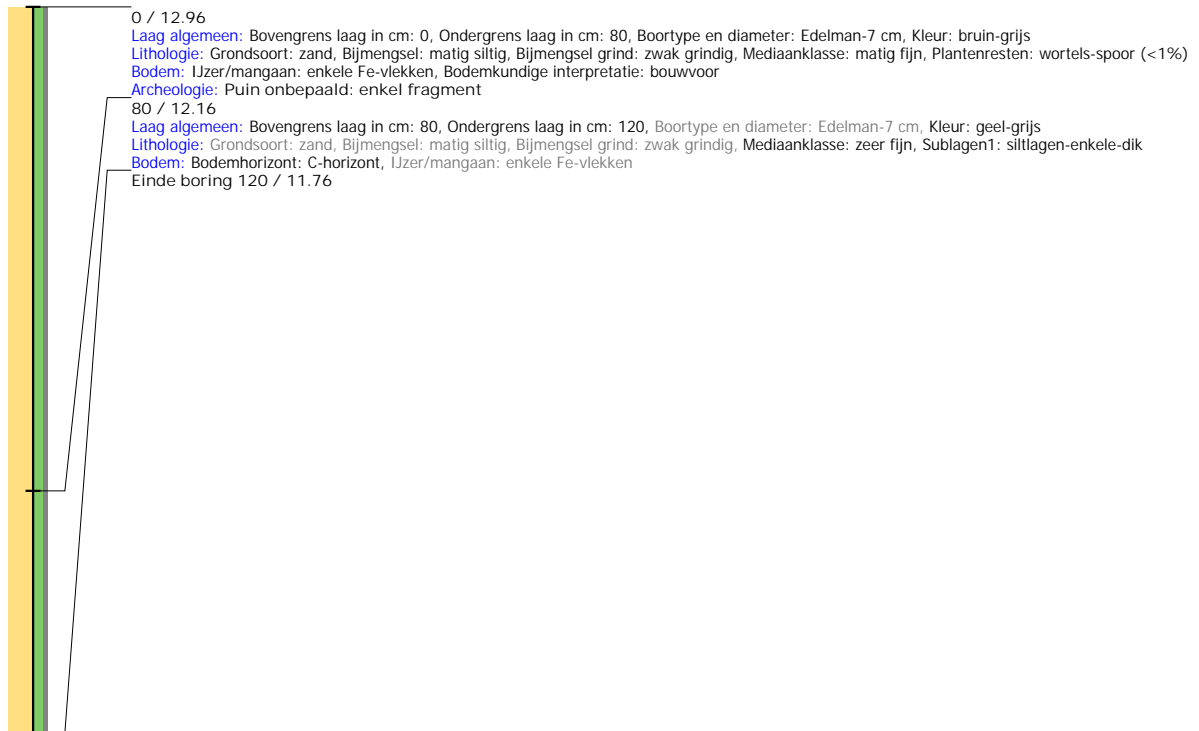 0 / 12.96
Laag algemeen: Bovengrens laag in cm: 0, Ondergrens laag in cm: 80, Boortype en diameter: Edelman-7 cm, Kleur: bruin-grijs
Lithologie: Grondsoort: zand, Bijmengsel: matig siltig, Bijmengsel grind: zwak grindig, Mediaanklasse: matig fijn, Plantenresten: wortels-spoor (<1%)
Bodem: IJzer/mangaan: enkele Fe-vlekken, Bodemkundige interpretatie: bouwvoor
Archeologie: Puin onbepaald: enkel fragment
80 / 12.16
Laag algemeen: Bovengrens laag in cm: 80, Ondergrens laag in cm: 120, Boortype en diameter: Edelman-7 cm, Kleur: geel-grijs
Lithologie: Grondsoort: zand, Bijmengsel: matig siltig, Bijmengsel grind: zwak grindig, Mediaanklasse: zeer fijn, Sublagen1: siltlagen-enkele-dik
Bodem: Bodemhorizont: C-horizont, IJzer/mangaan: enkele Fe-vlekken
Einde boring 120 / 11.76